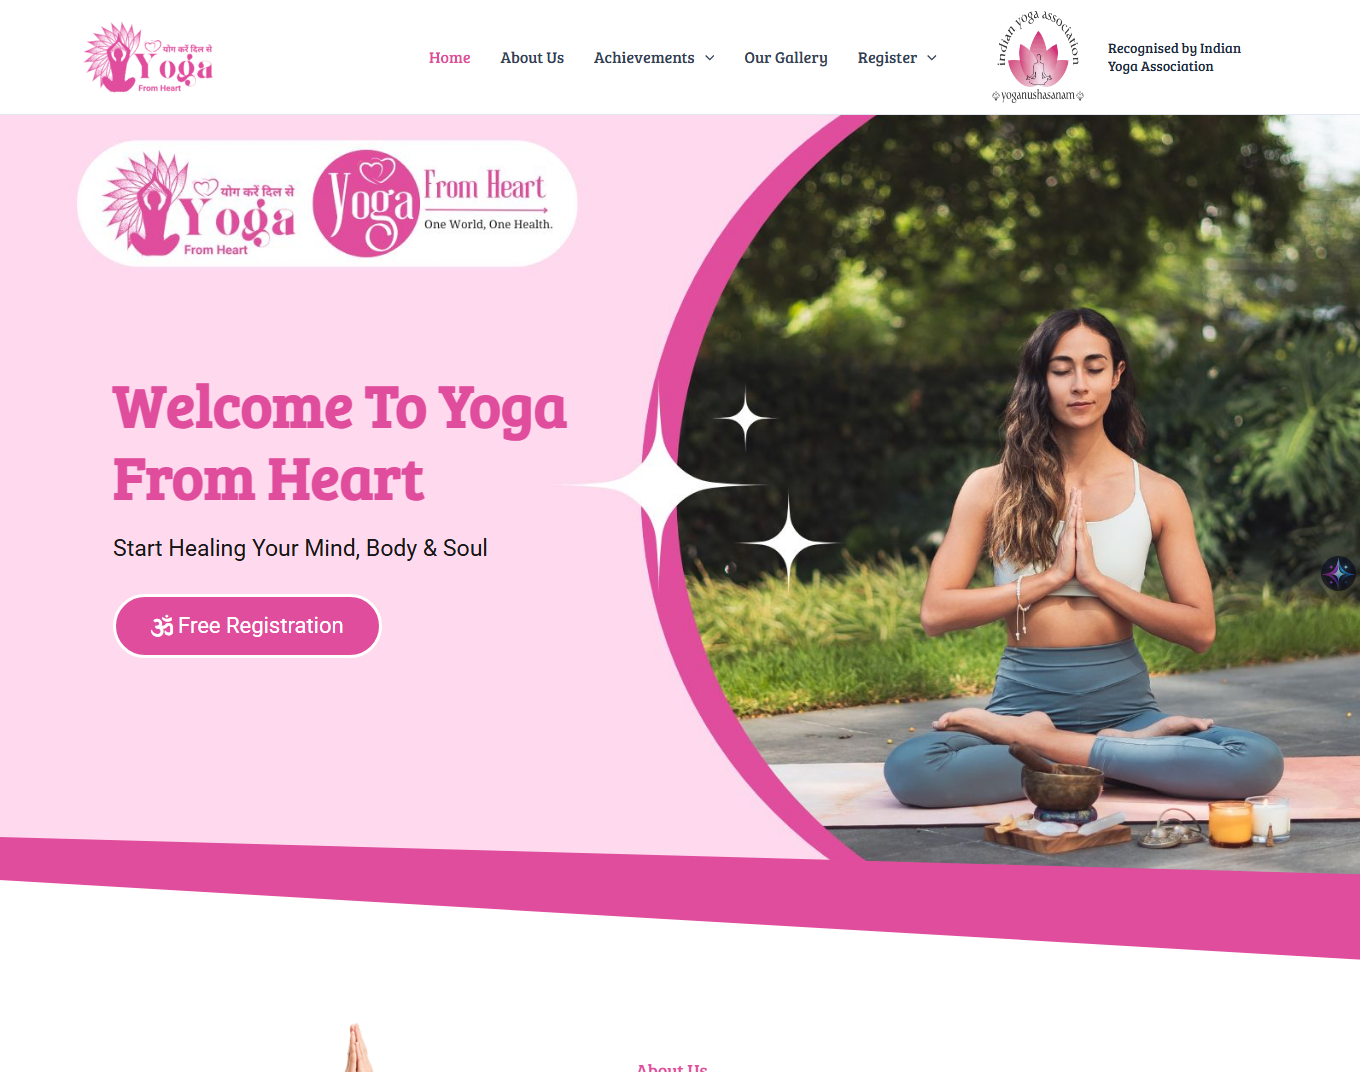 योग करें दिल से
Yoga
From Heart
Home
About Us
Achievements
Our Gallery
Register
indian yoga association
yoganushasanam
Recognised by Indian
Yoga Association
योग करें दिल से
Yoga
From Heart
Yoga
From Heart
One World, One Health.
Welcome To Yoga
From Heart
Start Healing Your Mind, Body & Soul
ॐ Free Registration
About Us